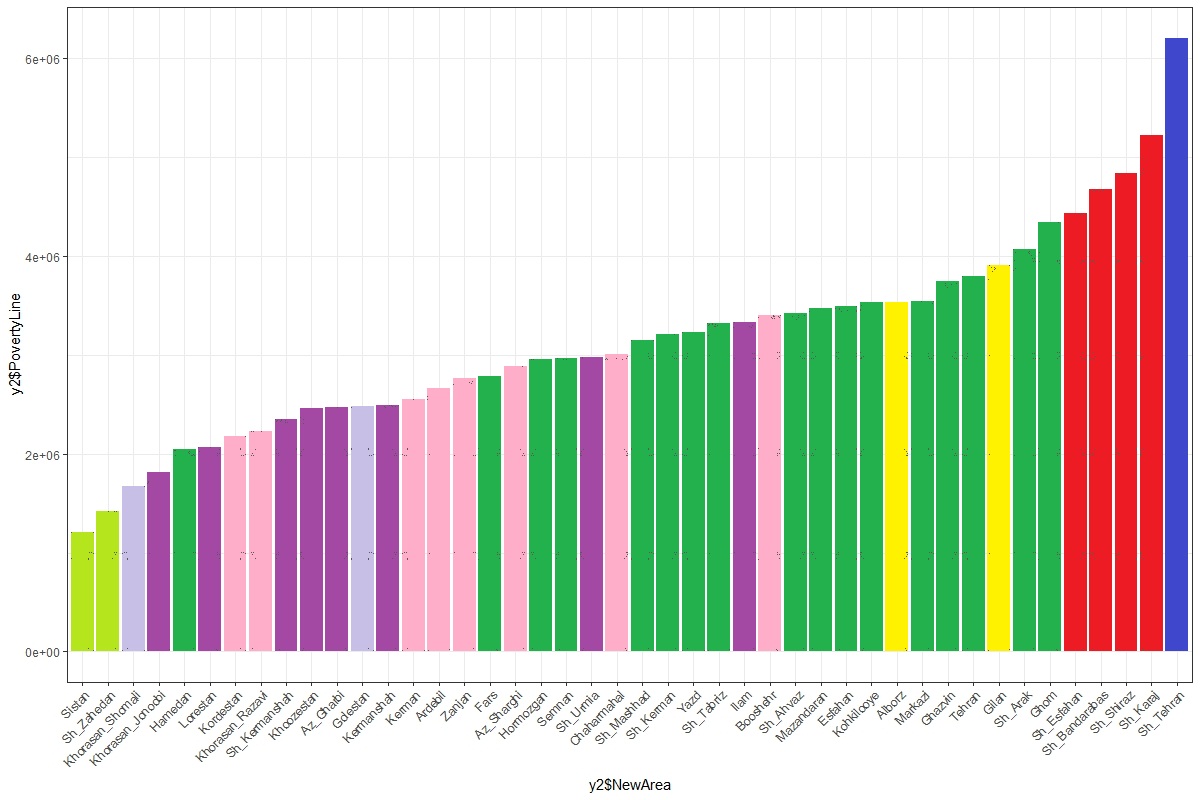 6e+06
4e+06
2e+06
0e+00
y2$PovertyLine
Sistan
Sh_Zahedan
Khorasan_Shomali
Khorasan_Jonoobi
Hamedan
Lorestan
Kordestan
Khorasan_Razavi
Sh_Kermanshah
Khoozestan
Az_Gharbi
Golestan
Kermanshah
Kerman
Ardebil
Zanjan
Fars
Az_Sharghi
Hormozgan
Semnan
Sh_Urmia
Chaharmahal
Sh_Mashhad
Sh_Kerman
Yazd
Sh_Tabriz
Ilam
Booshehr
Sh_Ahvaz
Mazandaran
Esfahan
Kohkilooye
Alborz
Markazi
Ghazvin
Tehran
Gilan
Sh_Arak
Ghom
Sh_Esfahan
Sh_Bandarabas
Sh_Shiraz
Sh_Karaj
Sh_Tehran
y2$NewArea